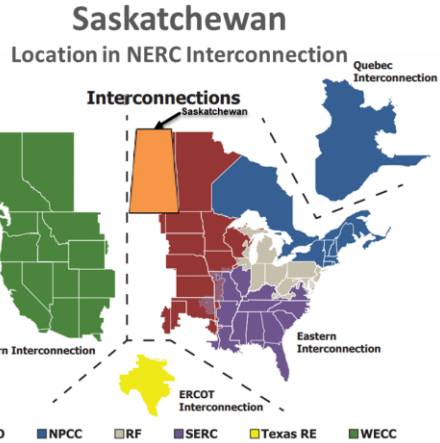 Saskatchewan
Location in NERC Interconnection
Quebec
Interconnection
Interconnections
Saskatchewan
n Interconnection
Eastern
Interconnection
ERCOT
Interconnection
O NPCC RF SERC Texas RE WECC